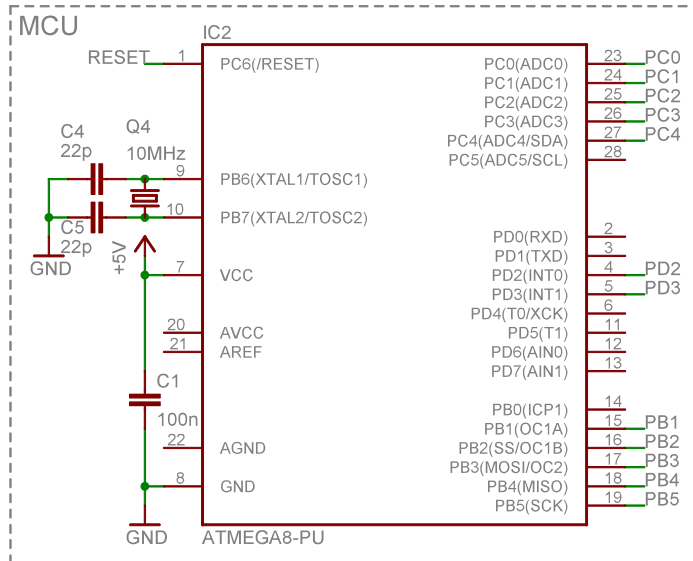 MCU
IC2
RESET
1
PC6(/RESET)
PC0(ADC0)
23
PC0
PC1(ADC1)
24
PC1
PC2(ADC2)
25
PC2
PC3(ADC3)
26
PC3
PC4(ADC4/SDA)
27
PC4
PC5(ADC5/SCL)
28
C4
22p
Q4
10MHz
9
PB6(XTAL1/TOSC1)
10
PB7(XTAL2/TOSC2)
C5
22p
GND
+5V
7
VCC
PD0(RXD)
2
PD1(TXD)
3
PD2(INT0)
4
PD2
PD3(INT1)
5
PD3
PD4(T0/XCK)
6
PD5(T1)
11
PD6(AIN0)
12
PD7(AIN1)
13
20
AVCC
21
AREF
C1
100n
22
AGND
8
GND
GND
PB0(ICP1)
14
PB1(OC1A)
15
PB1
PB2(SS/OC1B)
16
PB2
PB3(MOSI/OC2)
17
PB3
PB4(MISO)
18
PB4
PB5(SCK)
19
PB5
ATMEGA8-PU